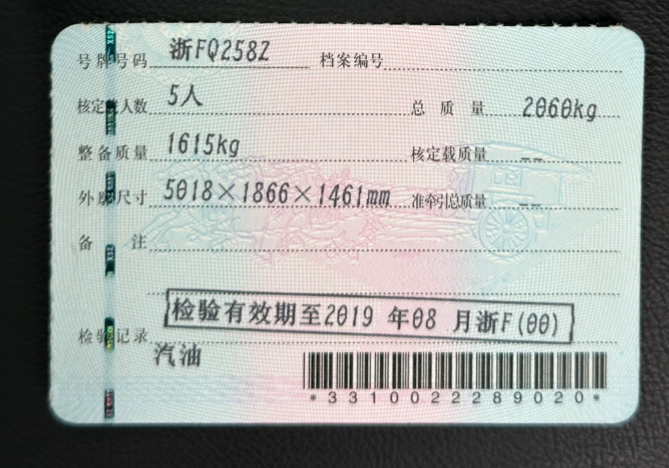 号牌号码 浙FQ258Z 档案编号
核定载人数 5人 总质量 2060kg
整备质量 1615kg 核定载质量 --
外廓尺寸 5018×1866×1461mm 准牵引总质量 --
备注
检验有效期至2019年08月浙F(00)
检验记录
汽油
*3310022289020*